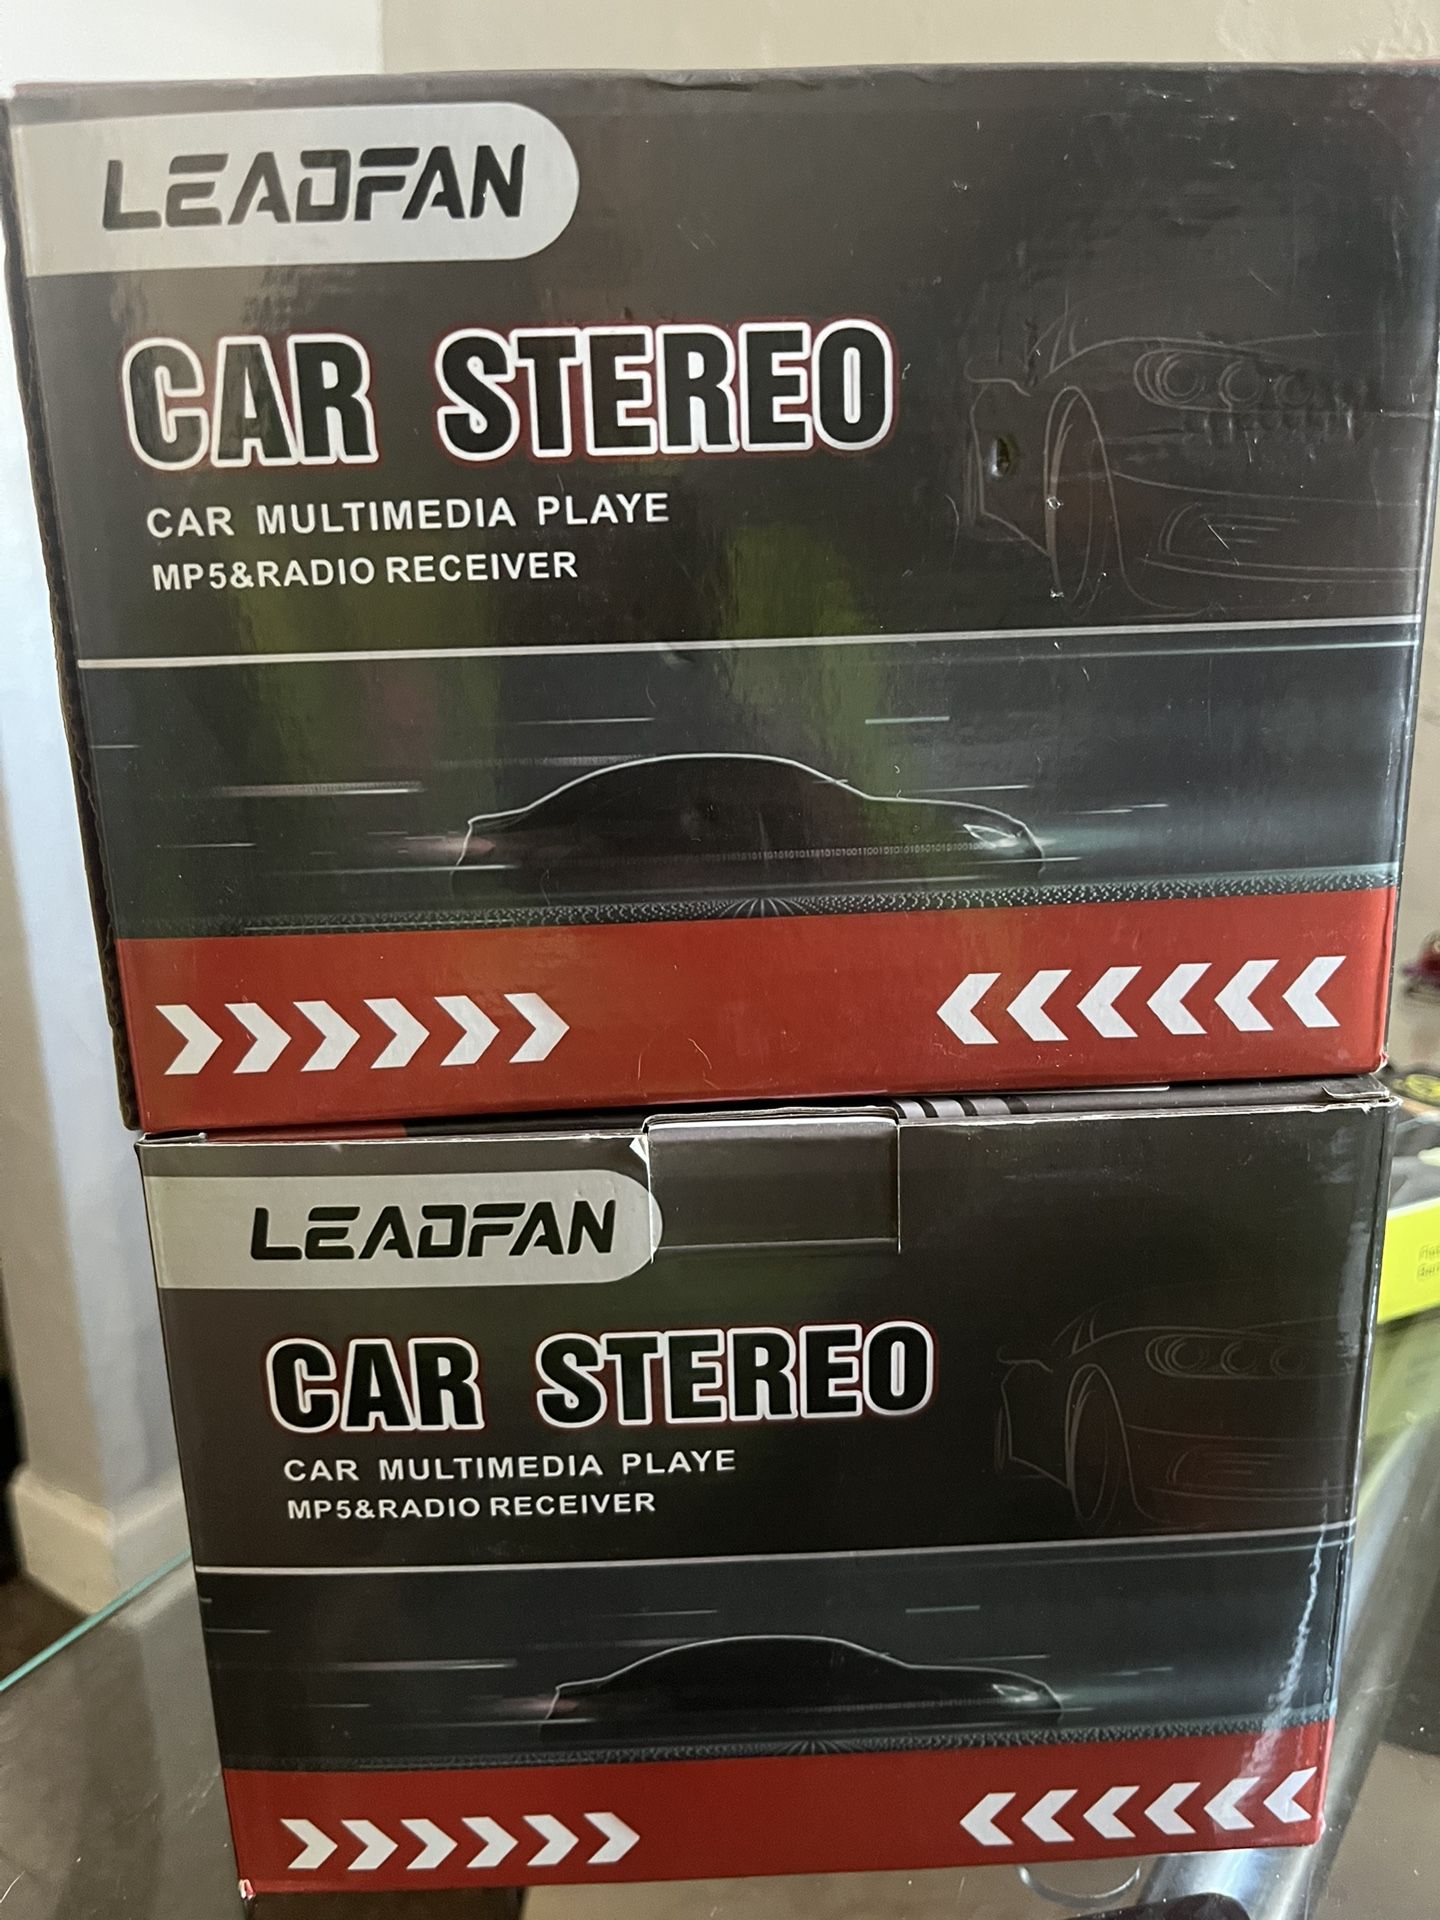 LEADFAN
CAR STEREO
CAR MULTIMEDIA PLAYE
MP5&RADIO RECEIVER
LEADFAN
CAR STEREO
CAR MULTIMEDIA PLAYE
MP5&RADIO RECEIVER